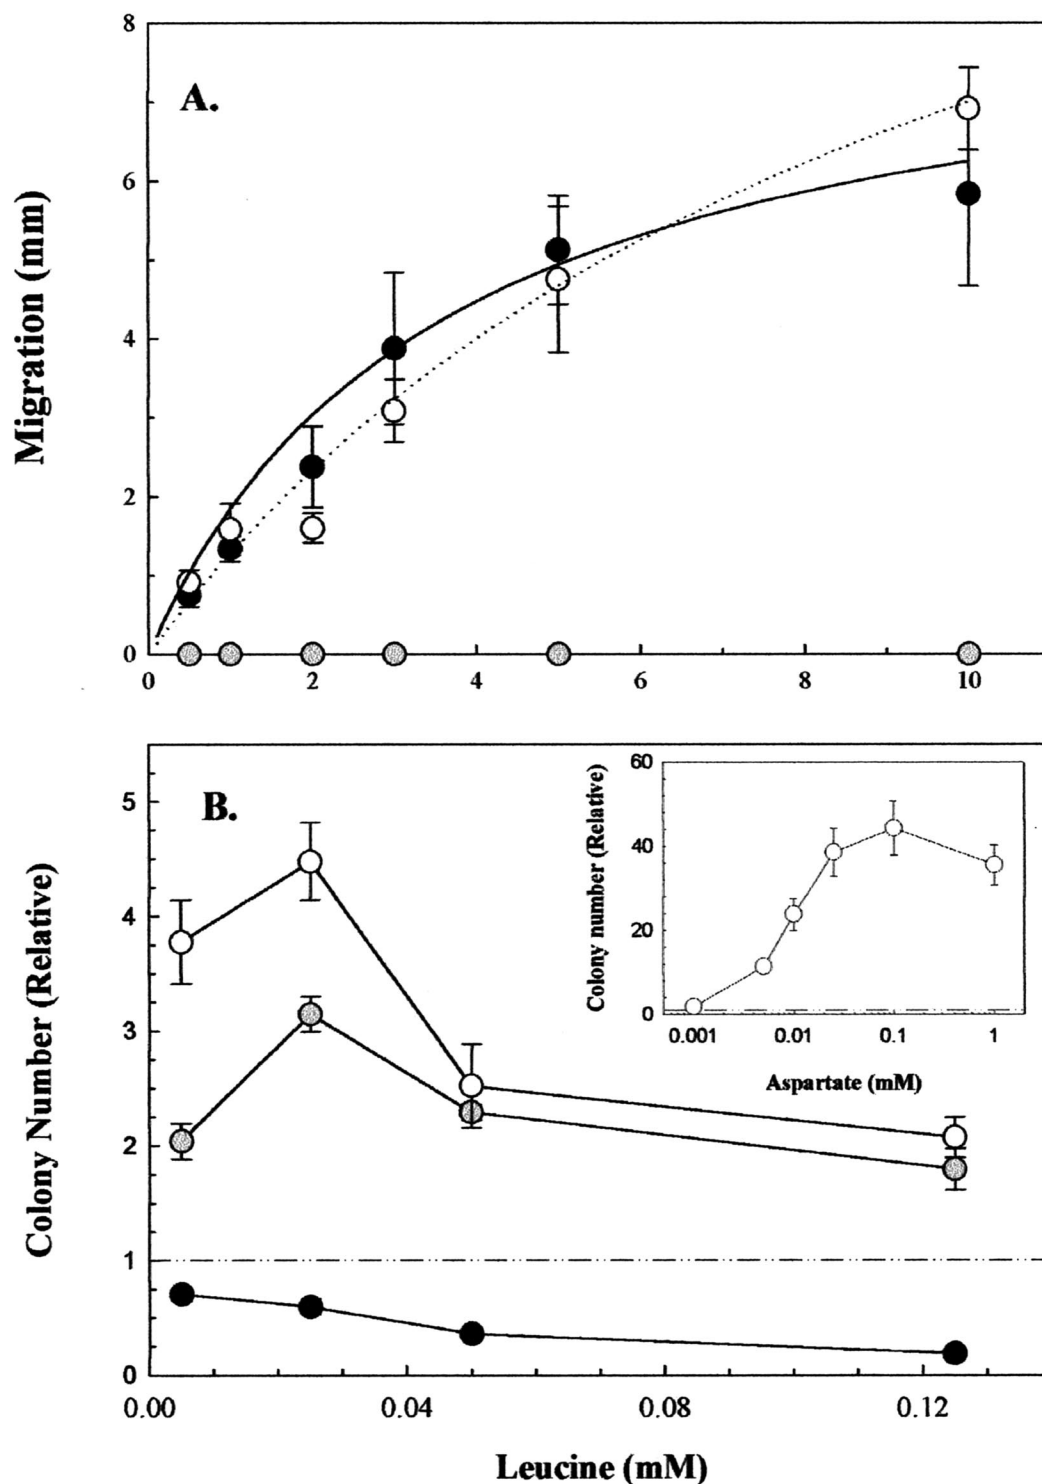 A.
Migration (mm)
8
6
4
2
0
0 2 4 6 8 10
B.
Colony Number (Relative)
5
4
3
2
1
0
0.00 0.04 0.08 0.12
Leucine (mM)
Colony number (Relative)
60
40
20
0
0.001 0.01 0.1 1
Aspartate (mM)